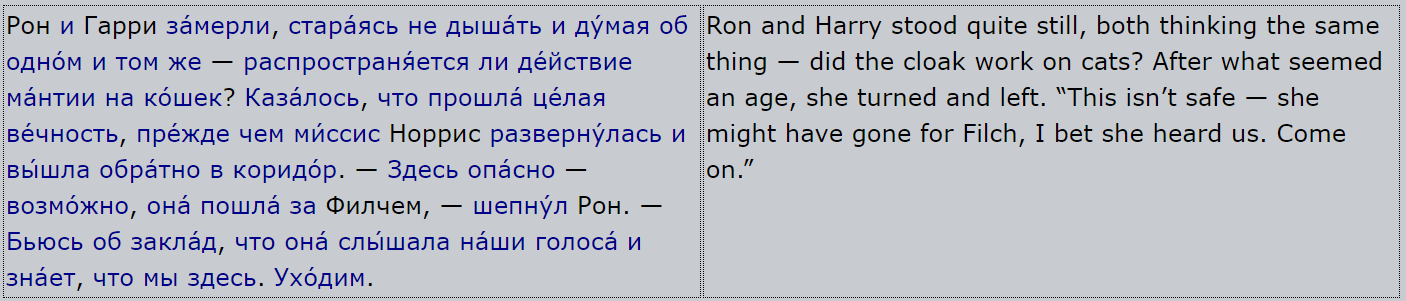 Рон и Гарри за́мерли, стара́ясь не дыша́ть и ду́мая об
одно́м и том же — распространя́ется ли де́йствие
ма́нтии на ко́шек? Каза́лось, что прошла́ це́лая
ве́чность, пре́жде чем ми́ссис Норрис разверну́лась и
вы́шла обра́тно в коридо́р. — Здесь опа́сно —
возмо́жно, она́ пошла́ за Филчем, — шепну́л Рон. —
Бьюсь об закла́д, что она́ слы́шала на́ши голоса́ и
зна́ет, что мы здесь. Ухо́дим.
Ron and Harry stood quite still, both thinking the same
thing — did the cloak work on cats? After what seemed
an age, she turned and left. “This isn’t safe — she
might have gone for Filch, I bet she heard us. Come
on.”